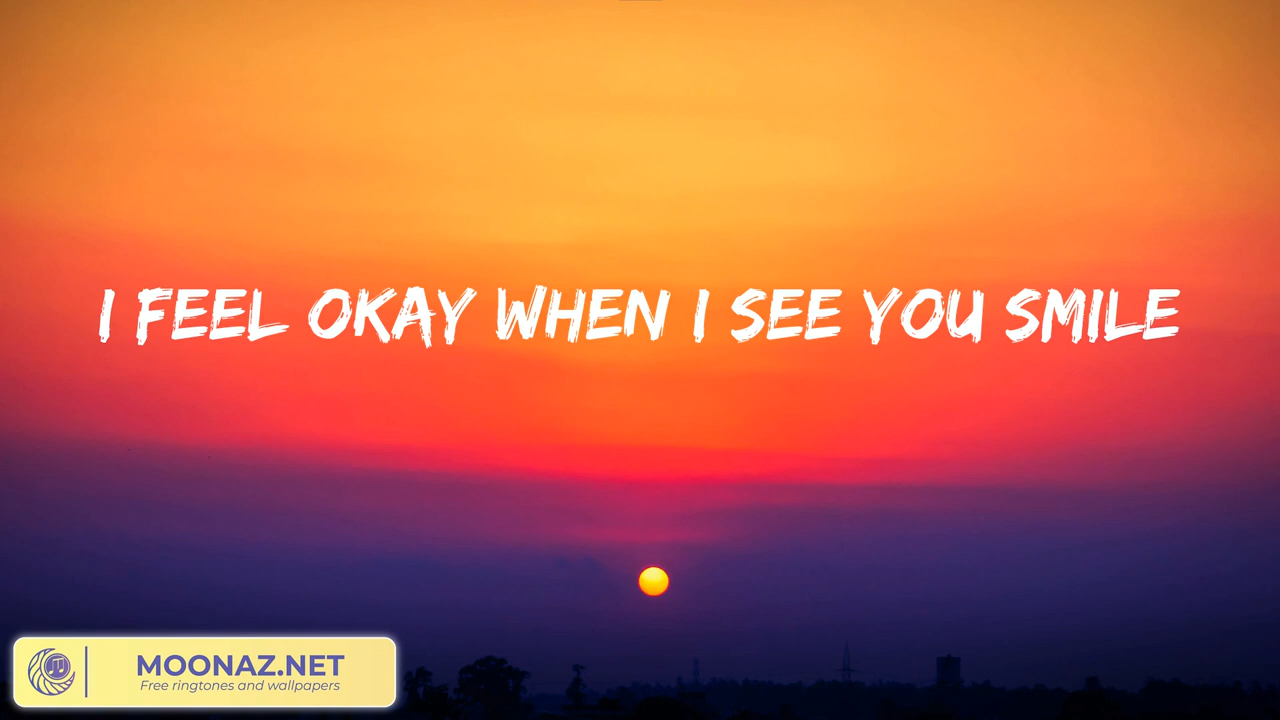 I FEEL OKAY WHEN I SEE YOU SMILE
MOONAZ.NET
Free ringtones and wallpapers